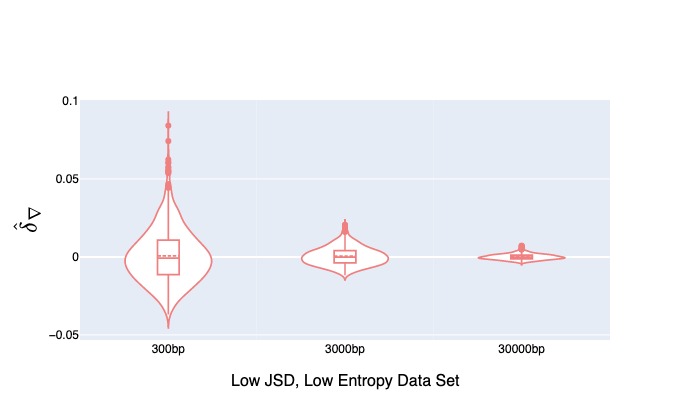 0.1
0.05
0
−0.05
δ̂∇
300bp
3000bp
30000bp
Low JSD, Low Entropy Data Set